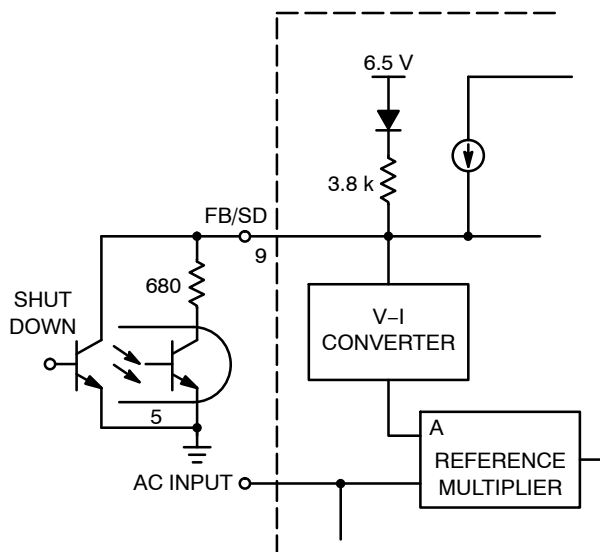 6.5 V
3.8 k
FB/SD
9
680
SHUT
DOWN
V–I
CONVERTER
5
A
REFERENCE
MULTIPLIER
AC INPUT